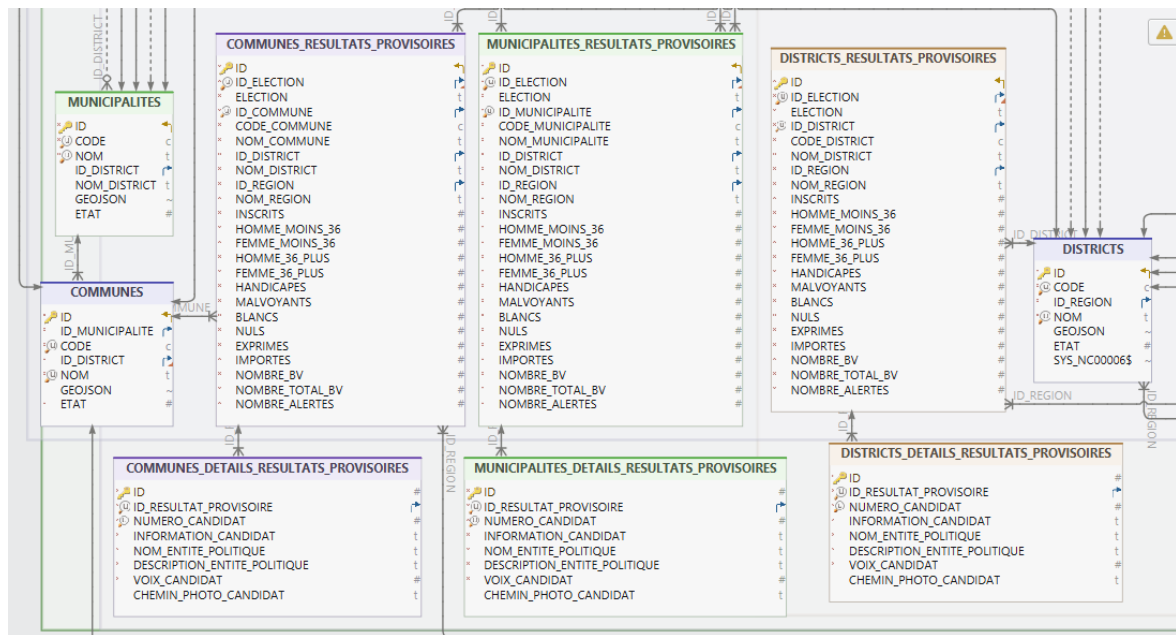 ID_DISTRICT
MUNICIPALITES
ID
CODE
NOM
ID_DISTRICT
NOM_DISTRICT
GEOJSON
ETAT
COMMUNES
ID
ID_MUNICIPALITE
CODE
ID_DISTRICT
NOM
GEOJSON
ETAT
COMMUNES_RESULTATS_PROVISOIRES
ID
ID_ELECTION
ELECTION
ID_COMMUNE
CODE_COMMUNE
NOM_COMMUNE
ID_DISTRICT
NOM_DISTRICT
ID_REGION
NOM_REGION
INSCRITS
HOMME_MOINS_36
FEMME_MOINS_36
HOMME_36_PLUS
FEMME_36_PLUS
HANDICAPES
MALVOYANTS
BLANCS
NULS
EXPRIMES
IMPORTES
NOMBRE_BV
NOMBRE_TOTAL_BV
NOMBRE_ALERTES
MUNICIPALITES_RESULTATS_PROVISOIRES
ID
ID_ELECTION
ELECTION
ID_MUNICIPALITE
CODE_MUNICIPALITE
NOM_MUNICIPALITE
ID_DISTRICT
NOM_DISTRICT
ID_REGION
NOM_REGION
INSCRITS
HOMME_MOINS_36
FEMME_MOINS_36
HOMME_36_PLUS
FEMME_36_PLUS
HANDICAPES
MALVOYANTS
BLANCS
NULS
EXPRIMES
IMPORTES
NOMBRE_BV
NOMBRE_TOTAL_BV
NOMBRE_ALERTES
DISTRICTS_RESULTATS_PROVISOIRES
ID
ID_ELECTION
ELECTION
ID_DISTRICT
CODE_DISTRICT
NOM_DISTRICT
ID_REGION
NOM_REGION
INSCRITS
HOMME_MOINS_36
FEMME_MOINS_36
HOMME_36_PLUS
FEMME_36_PLUS
HANDICAPES
MALVOYANTS
BLANCS
NULS
EXPRIMES
IMPORTES
NOMBRE_BV
NOMBRE_TOTAL_BV
NOMBRE_ALERTES
ID_DISTRICT
DISTRICTS
ID
CODE
ID_REGION
NOM
GEOJSON
ETAT
SYS_NC00006$
ID_REGION
ID_REGION
ID_REGION
COMMUNES_DETAILS_RESULTATS_PROVISOIRES
ID
ID_RESULTAT_PROVISOIRE
NUMERO_CANDIDAT
INFORMATION_CANDIDAT
NOM_ENTITE_POLITIQUE
DESCRIPTION_ENTITE_POLITIQUE
VOIX_CANDIDAT
CHEMIN_PHOTO_CANDIDAT
MUNICIPALITES_DETAILS_RESULTATS_PROVISOIRES
ID
ID_RESULTAT_PROVISOIRE
NUMERO_CANDIDAT
INFORMATION_CANDIDAT
NOM_ENTITE_POLITIQUE
DESCRIPTION_ENTITE_POLITIQUE
VOIX_CANDIDAT
CHEMIN_PHOTO_CANDIDAT
DISTRICTS_DETAILS_RESULTATS_PROVISOIRES
ID
ID_RESULTAT_PROVISOIRE
NUMERO_CANDIDAT
INFORMATION_CANDIDAT
NOM_ENTITE_POLITIQUE
DESCRIPTION_ENTITE_POLITIQUE
VOIX_CANDIDAT
CHEMIN_PHOTO_CANDIDAT